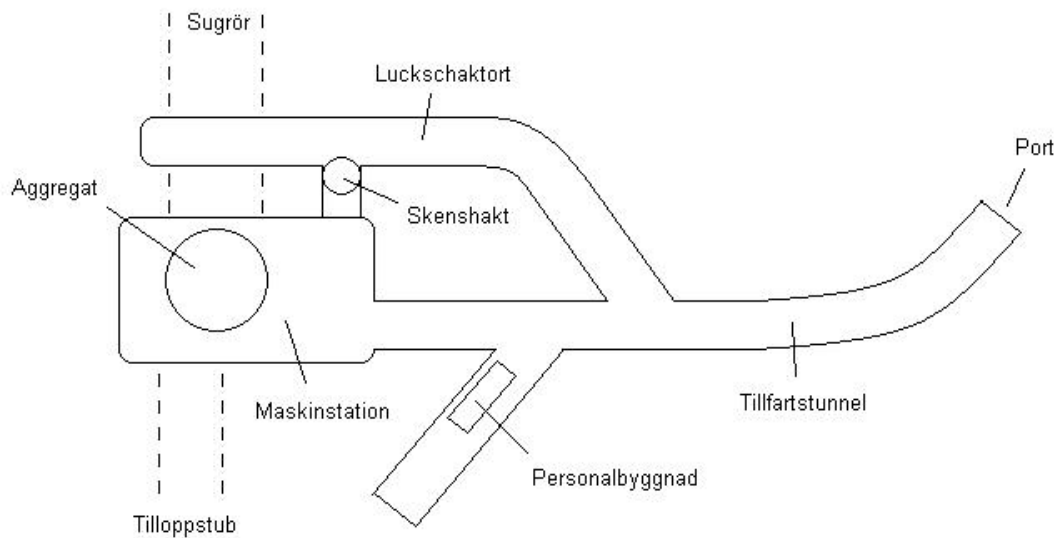 Sugrör
Luckschaktort
Port
Aggregat
Skenshakt
Maskinstation
Tillfartstunnel
Personalbyggnad
Tilloppstub